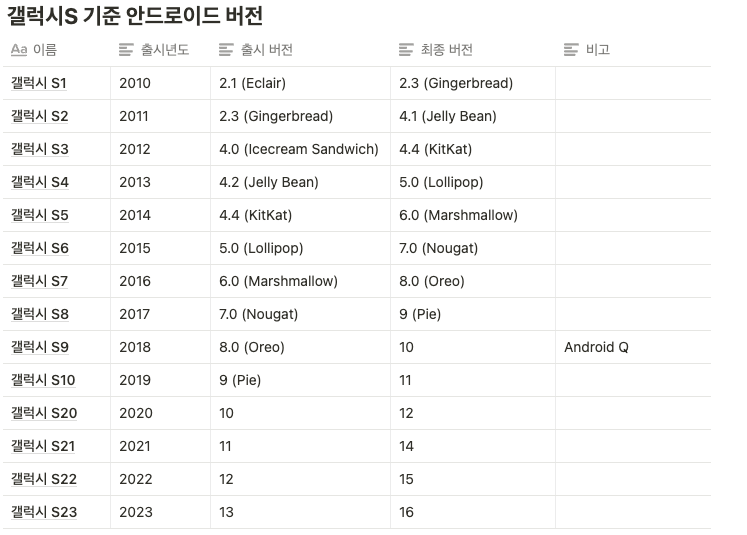 갤럭시S 기준 안드로이드 버전
Aa 이름 출시년도 출시 버전 최종 버전 비고
갤럭시 S1 2010 2.1 (Eclair) 2.3 (Gingerbread)
갤럭시 S2 2011 2.3 (Gingerbread) 4.1 (Jelly Bean)
갤럭시 S3 2012 4.0 (Icecream Sandwich) 4.4 (KitKat)
갤럭시 S4 2013 4.2 (Jelly Bean) 5.0 (Lollipop)
갤럭시 S5 2014 4.4 (KitKat) 6.0 (Marshmallow)
갤럭시 S6 2015 5.0 (Lollipop) 7.0 (Nougat)
갤럭시 S7 2016 6.0 (Marshmallow) 8.0 (Oreo)
갤럭시 S8 2017 7.0 (Nougat) 9 (Pie)
갤럭시 S9 2018 8.0 (Oreo) 10 Android Q
갤럭시 S10 2019 9 (Pie) 11
갤럭시 S20 2020 10 12
갤럭시 S21 2021 11 14
갤럭시 S22 2022 12 15
갤럭시 S23 2023 13 16